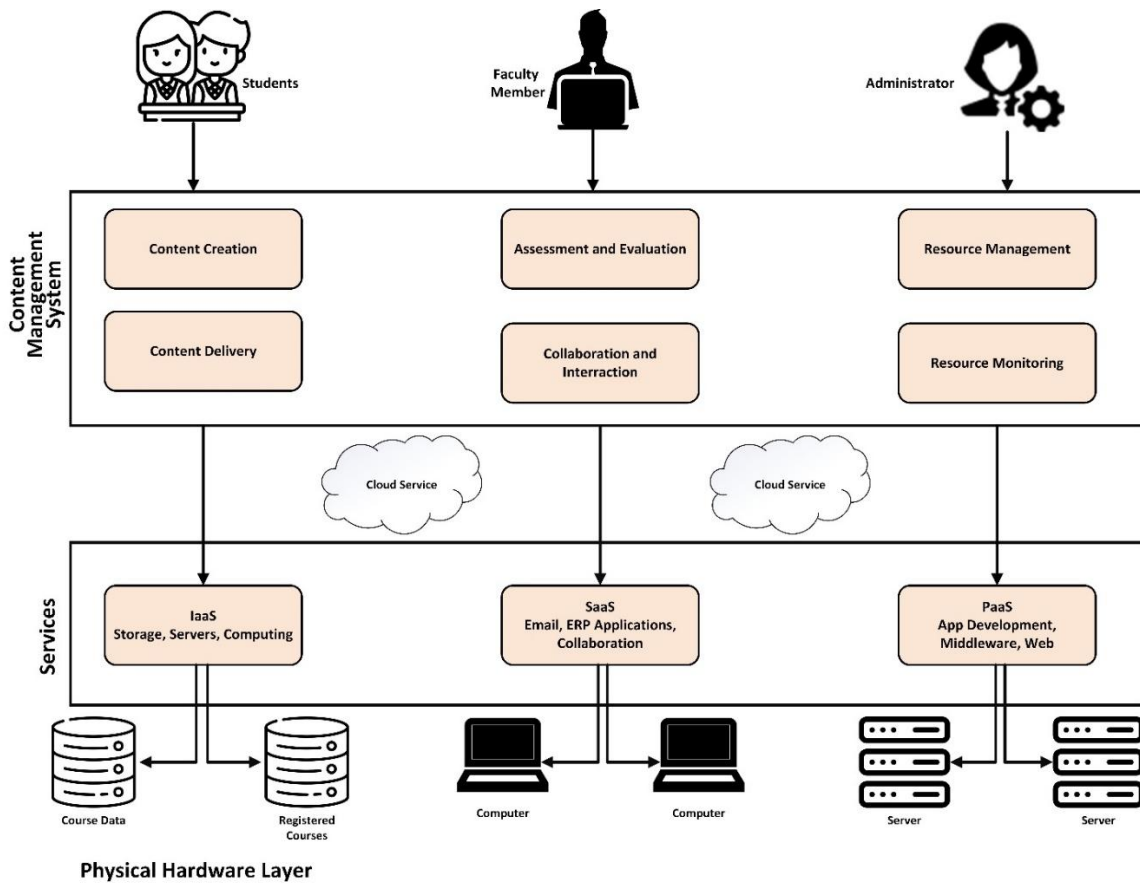 Students
Faculty
Member
Administrator
Content
Management
System
Content Creation
Assessment and Evaluation
Resource Management
Content Delivery
Collaboration and
Interraction
Resource Monitoring
Cloud Service
Cloud Service
Services
IaaS
Storage, Servers, Computing
SaaS
Email, ERP Applications,
Collaboration
PaaS
App Development,
Middleware, Web
Course Data
Registered
Courses
Computer
Computer
Server
Server
Physical Hardware Layer